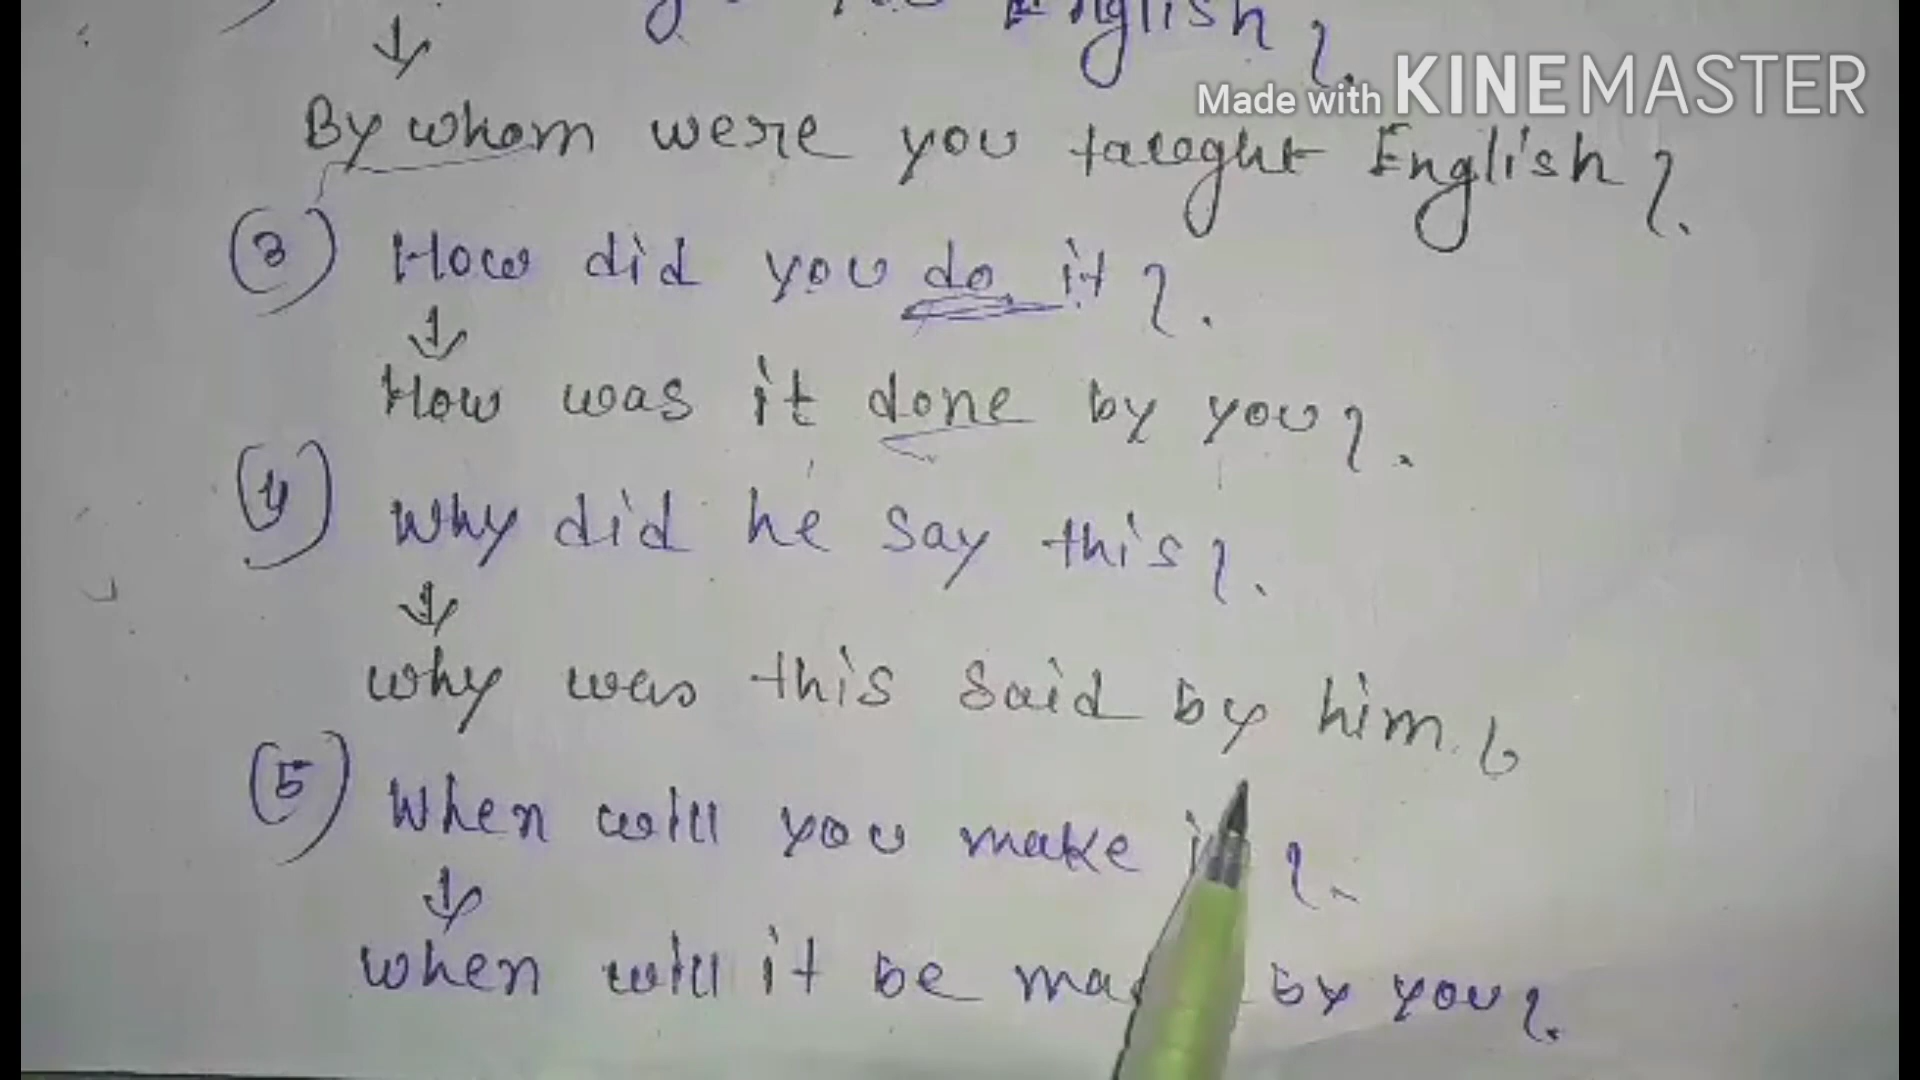 English?
Made with KINEMASTER
By whom were you taught English?
(3) How did you do it?
How was it done by you?
(4) Why did he say this?
why was this said by him.
(5) When will you make ?
when will it be by you?